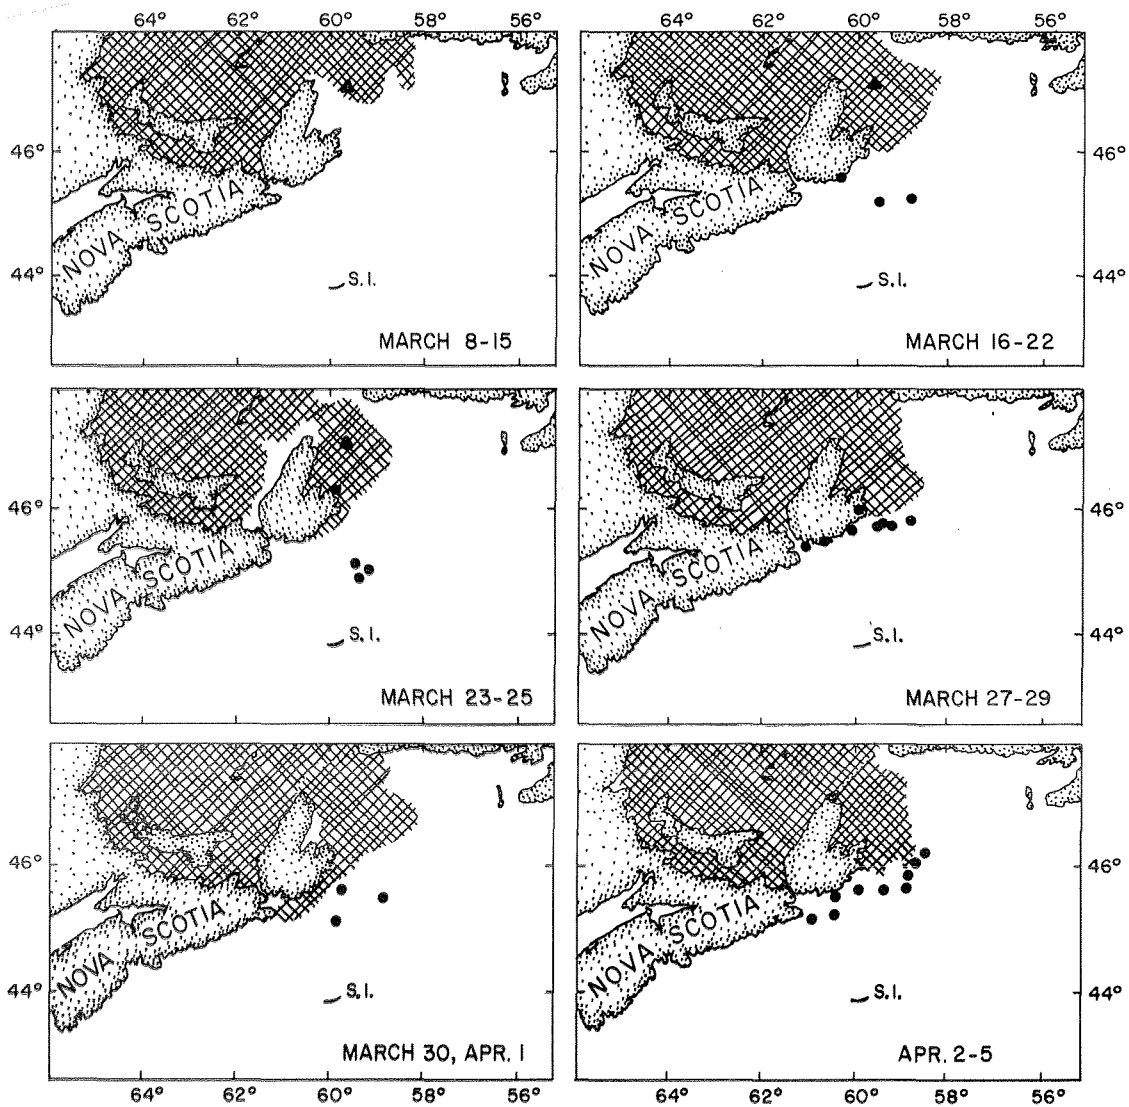 64° 62° 60° 58° 56° 64° 62° 60° 58° 56°
46° 46°
NOVA SCOTIA NOVA SCOTIA
44° S.I. S.I. 44°
MARCH 8-15 MARCH 16-22
46° 46°
NOVA SCOTIA NOVA SCOTIA
44° S.I. S.I. 44°
MARCH 23-25 MARCH 27-29
46° 46°
NOVA SCOTIA NOVA SCOTIA
44° S.I. S.I. 44°
MARCH 30, APR. 1 APR. 2-5
64° 62° 60° 58° 56° 64° 62° 60° 58° 56°